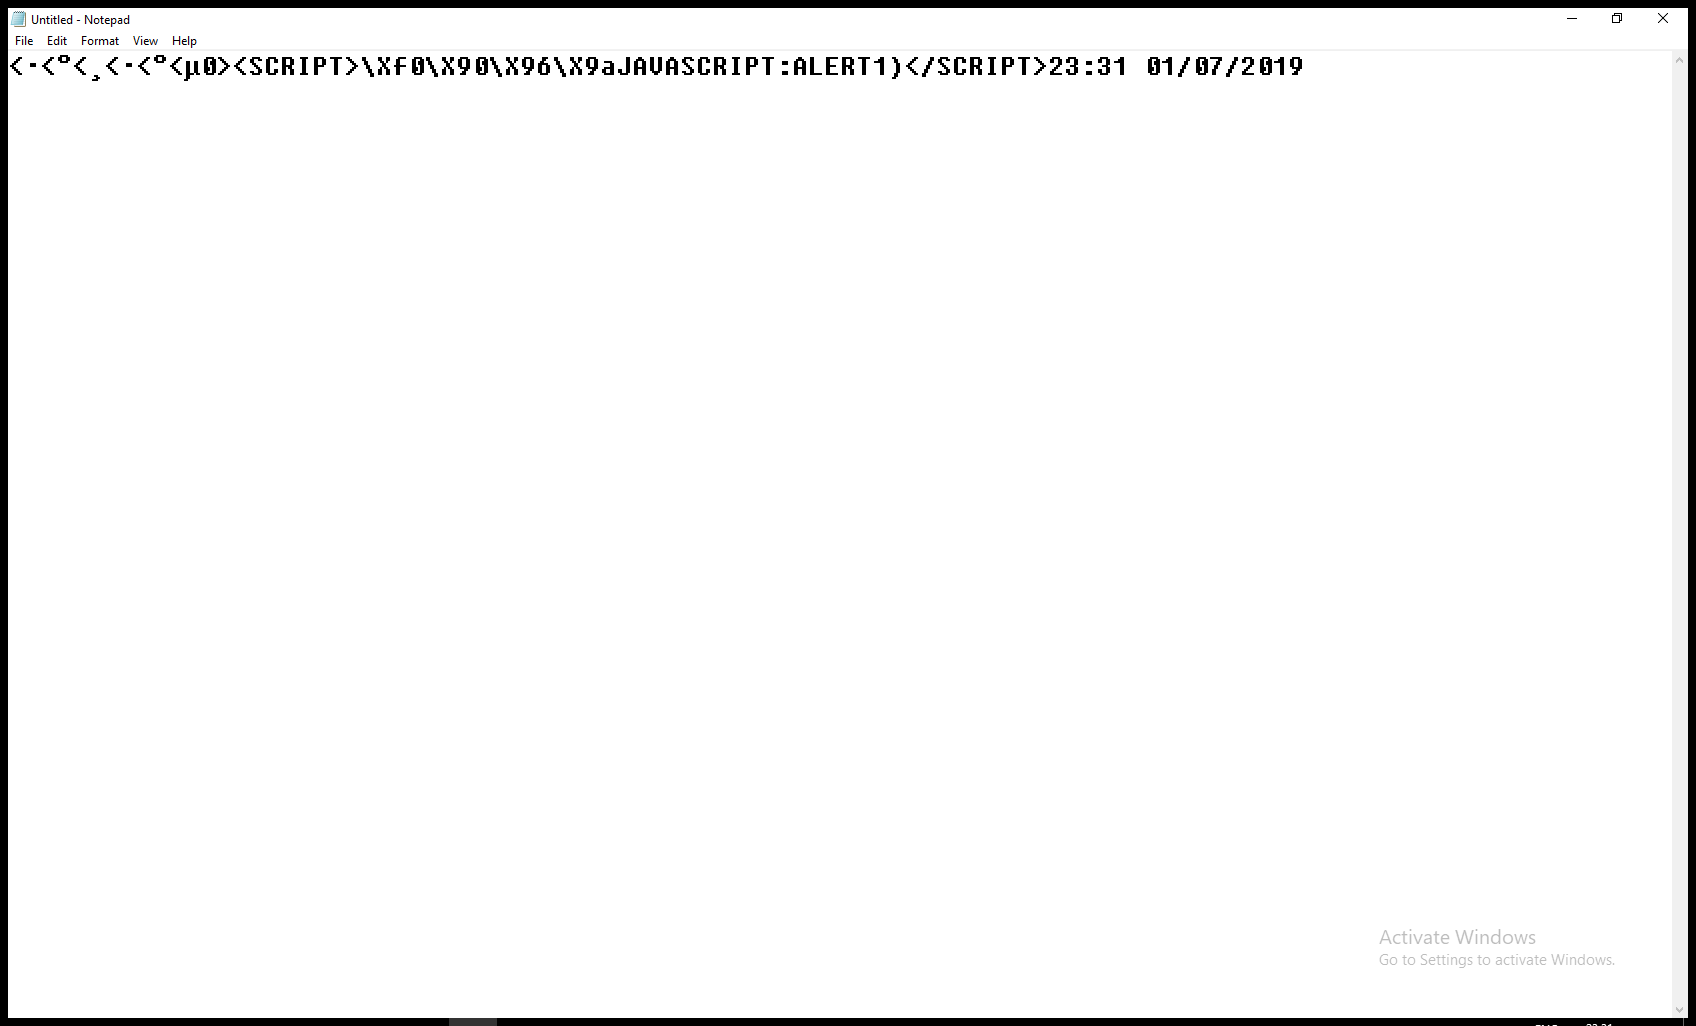 Untitled - Notepad
File Edit Format View Help
<-<°<¸<-<°<µ0><SCRIPT>\Xf0\X90\X96\X9aJAVASCRIPT:ALERT1)</SCRIPT>23:31 01/07/2019
Activate Windows
Go to Settings to activate Windows.